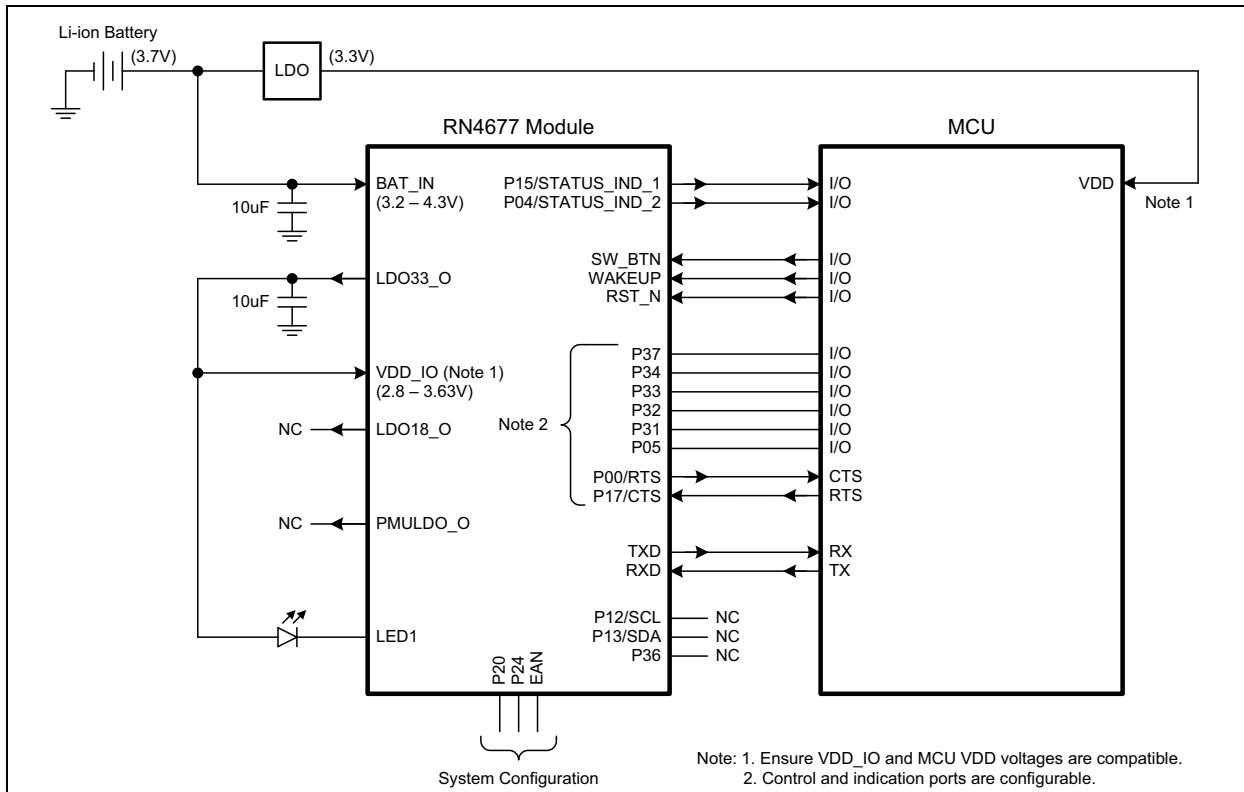 Li-ion Battery
(3.7V)
LDO
(3.3V)
RN4677 Module
MCU
BAT_IN
(3.2 – 4.3V)
10uF
LDO33_O
10uF
VDD_IO (Note 1)
(2.8 – 3.63V)
NC
LDO18_O
NC
PMULDO_O
LED1
P15/STATUS_IND_1
I/O
P04/STATUS_IND_2
I/O
VDD
Note 1
SW_BTN
I/O
WAKEUP
I/O
RST_N
I/O
Note 2
P37
I/O
P34
I/O
P33
I/O
P32
I/O
P31
I/O
P05
I/O
P00/RTS
CTS
P17/CTS
RTS
TXD
RX
RXD
TX
P12/SCL
NC
P13/SDA
NC
P36
NC
P20
P24
EAN
System Configuration
Note: 1. Ensure VDD_IO and MCU VDD voltages are compatible.
2. Control and indication ports are configurable.